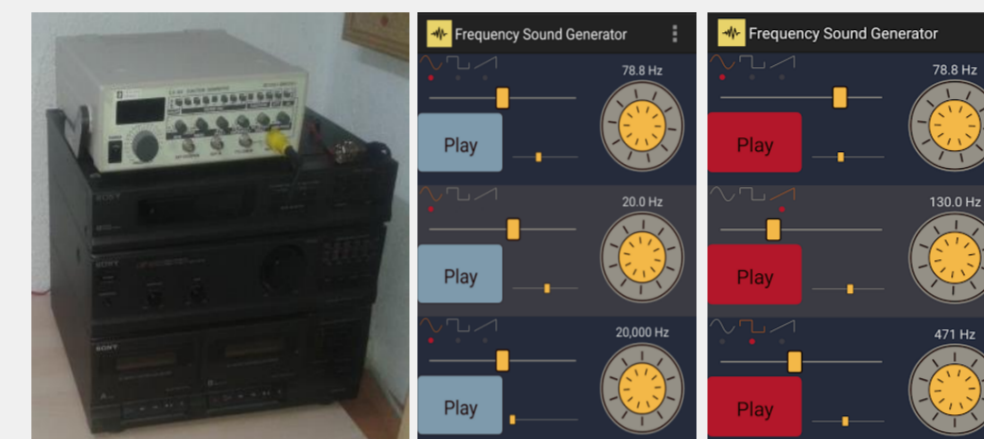 SONY
SONY
SONY
A
B
Frequency Sound Generator
78.8 Hz
Play
20.0 Hz
Play
20,000 Hz
Play
Frequency Sound Generator
78.8 Hz
Play
130.0 Hz
Play
471 Hz
Play